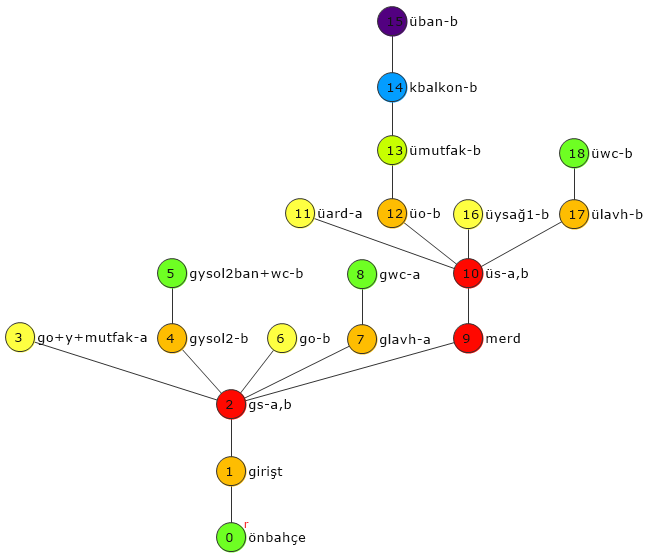 15 üban-b
14 kbalkon-b
13 ümutfak-b
18 üwc-b
11 üard-a
12 üo-b
16 üysağ1-b
17 ülavh-b
5 gysol2ban+wc-b
8 gwc-a
10 üs-a,b
3 go+y+mutfak-a
4 gysol2-b
6 go-b
7 glavh-a
9 merd
2 gs-a,b
1 girişt
r
0 önbahçe